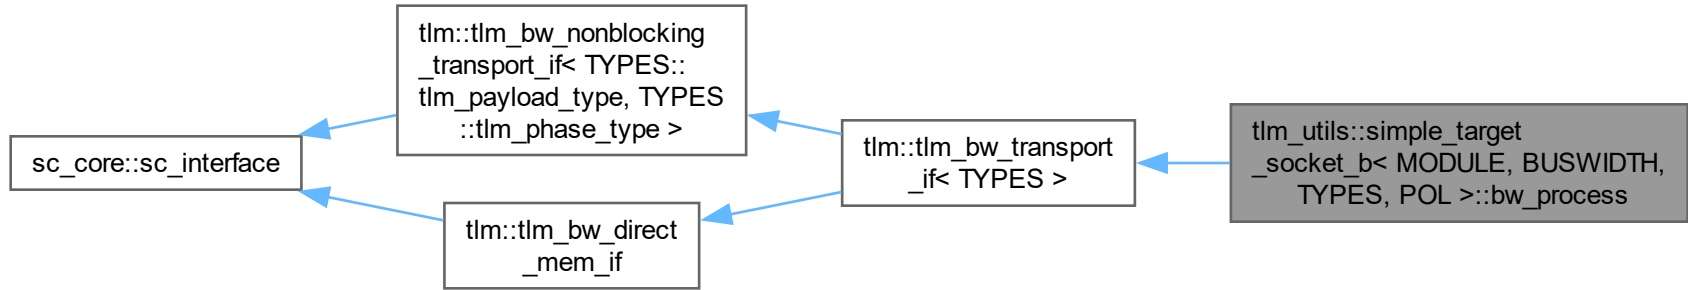 tlm::tlm_bw_nonblocking
_transport_if< TYPES::
tlm_payload_type, TYPES
::tlm_phase_type >
sc_core::sc_interface
tlm::tlm_bw_direct
_mem_if
tlm::tlm_bw_transport
_if< TYPES >
tlm_utils::simple_target
_socket_b< MODULE, BUSWIDTH,
TYPES, POL >::bw_process